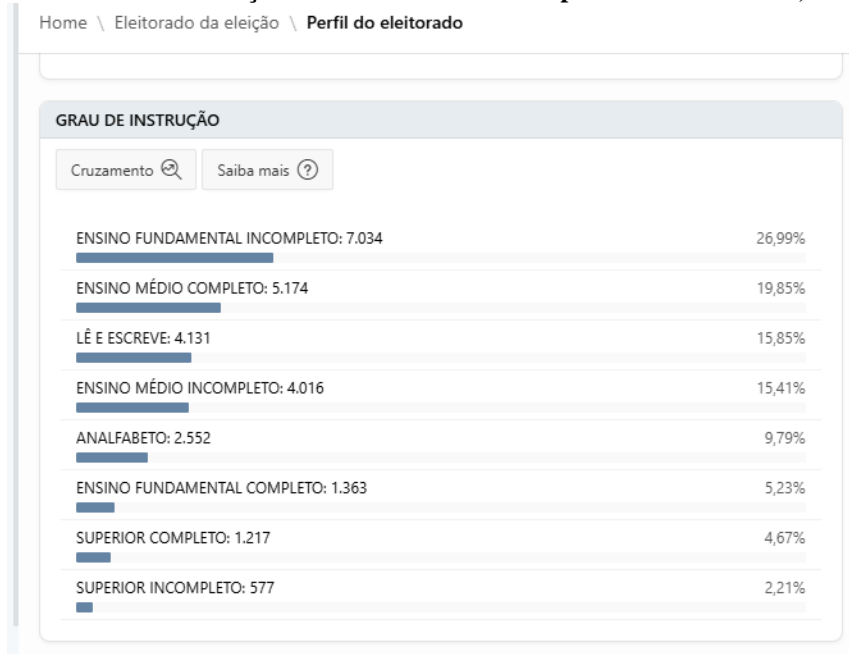 Home \ Eleitorado da eleição \ Perfil do eleitorado
GRAU DE INSTRUÇÃO
Cruzamento Saiba mais ?
ENSINO FUNDAMENTAL INCOMPLETO: 7.034 26,99%
ENSINO MÉDIO COMPLETO: 5.174 19,85%
LÊ E ESCREVE: 4.131 15,85%
ENSINO MÉDIO INCOMPLETO: 4.016 15,41%
ANALFABETO: 2.552 9,79%
ENSINO FUNDAMENTAL COMPLETO: 1.363 5,23%
SUPERIOR COMPLETO: 1.217 4,67%
SUPERIOR INCOMPLETO: 577 2,21%